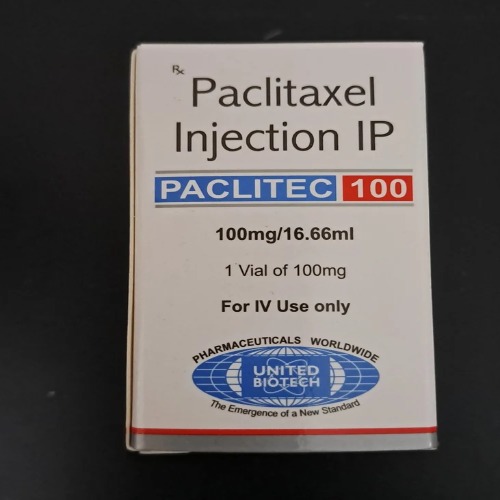 Rx
Paclitaxel
Injection IP
PACLITEC 100
100mg/16.66ml
1 Vial of 100mg
For IV Use only
PHARMACEUTICALS WORLDWIDE
UNITED
BIOTECH
The Emergence of a New Standard